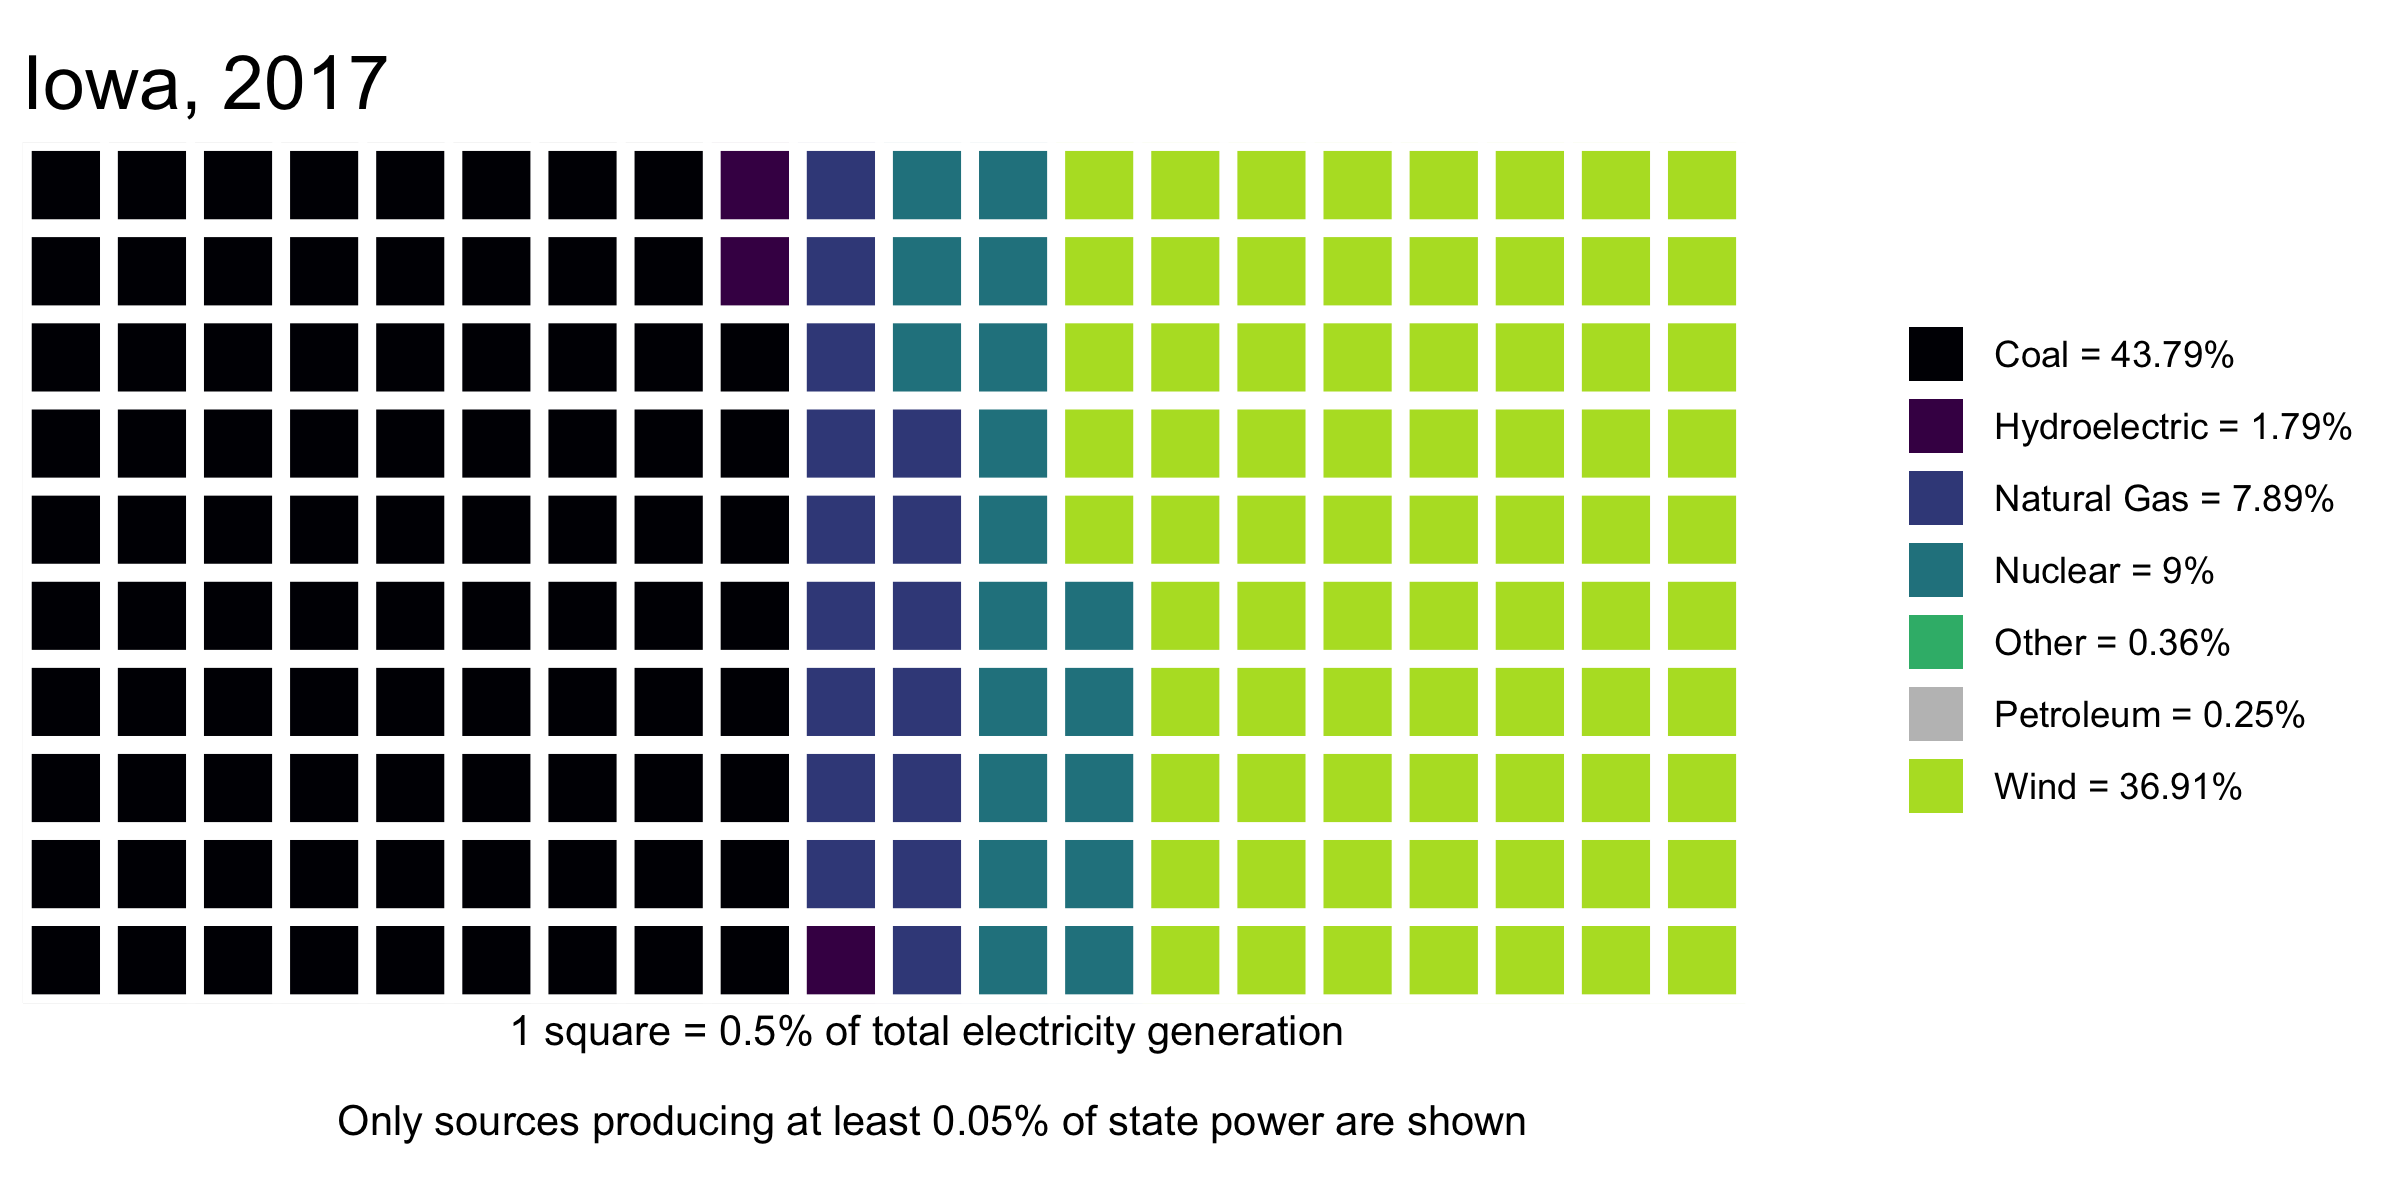 Iowa, 2017
Coal = 43.79%
Hydroelectric = 1.79%
Natural Gas = 7.89%
Nuclear = 9%
Other = 0.36%
Petroleum = 0.25%
Wind = 36.91%
1 square = 0.5% of total electricity generation
Only sources producing at least 0.05% of state power are shown